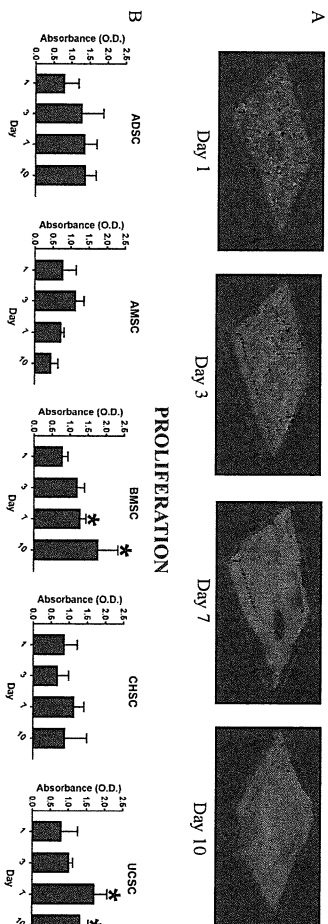 A
Day 1
Day 3
Day 7
Day 10
B
PROLIFERATION
ADSC
Absorbance (O.D.)
2.5
2.0
1.5
1.0
0.5
0.0
1 3 7 10
Day
AMSC
Absorbance (O.D.)
2.5
2.0
1.5
1.0
0.5
0.0
1 3 7 10
Day
BMSC
Absorbance (O.D.)
2.5
2.0
1.5
1.0
0.5
0.0
*
*
1 3 7 10
Day
CHSC
Absorbance (O.D.)
2.5
2.0
1.5
1.0
0.5
0.0
1 3 7 10
Day
UCSC
Absorbance (O.D.)
2.5
2.0
1.5
1.0
0.5
0.0
*
*
1 3 7 10
Day